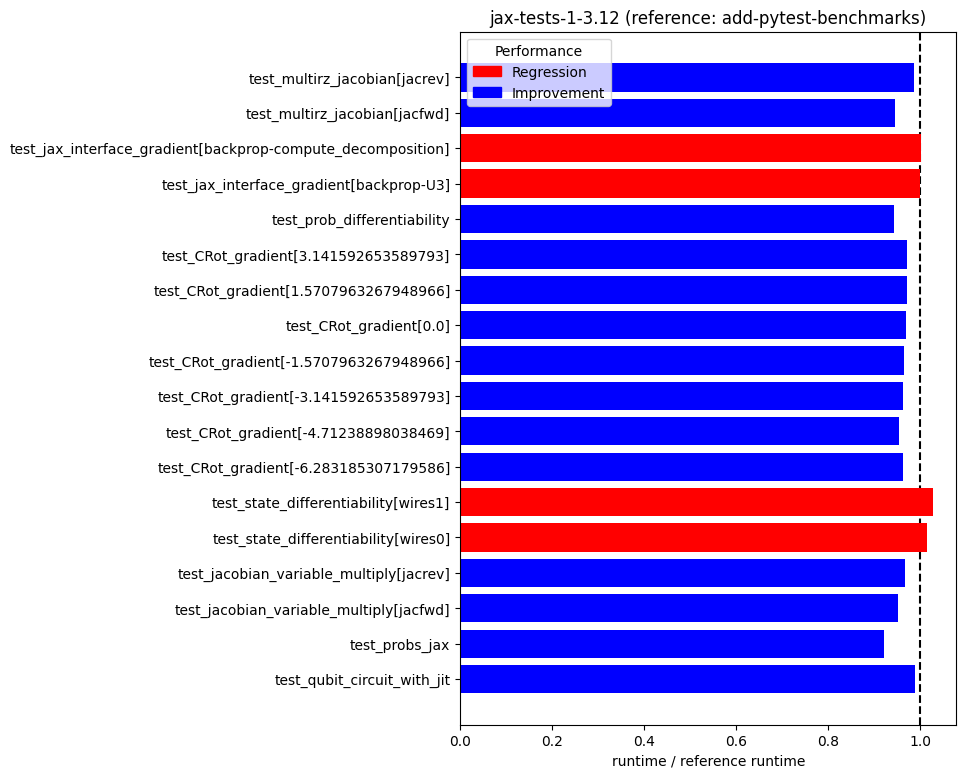 jax-tests-1-3.12 (reference: add-pytest-benchmarks)
Performance
Regression
Improvement
test_multirz_jacobian[jacrev]
test_multirz_jacobian[jacfwd]
test_jax_interface_gradient[backprop-compute_decomposition]
test_jax_interface_gradient[backprop-U3]
test_prob_differentiability
test_CRot_gradient[3.141592653589793]
test_CRot_gradient[1.5707963267948966]
test_CRot_gradient[0.0]
test_CRot_gradient[-1.5707963267948966]
test_CRot_gradient[-3.141592653589793]
test_CRot_gradient[-4.71238898038469]
test_CRot_gradient[-6.283185307179586]
test_state_differentiability[wires1]
test_state_differentiability[wires0]
test_jacobian_variable_multiply[jacrev]
test_jacobian_variable_multiply[jacfwd]
test_probs_jax
test_qubit_circuit_with_jit
0.0 0.2 0.4 0.6 0.8 1.0
runtime / reference runtime